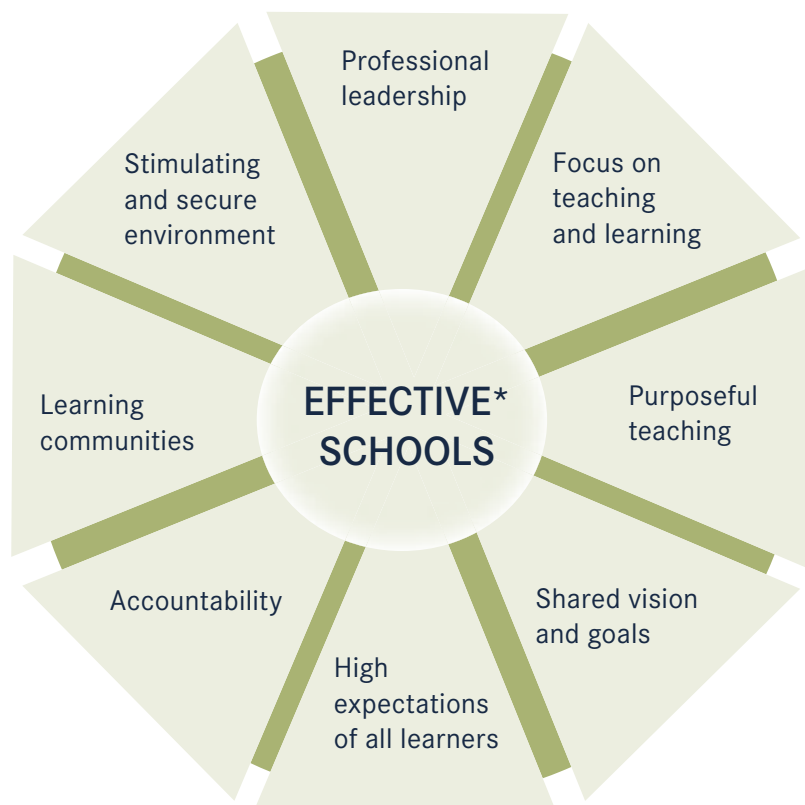 Professional
leadership
Focus on
teaching
and learning
Purposeful
teaching
Shared vision
and goals
High
expectations
of all learners
Accountability
Learning
communities
Stimulating
and secure
environment
EFFECTIVE*
SCHOOLS